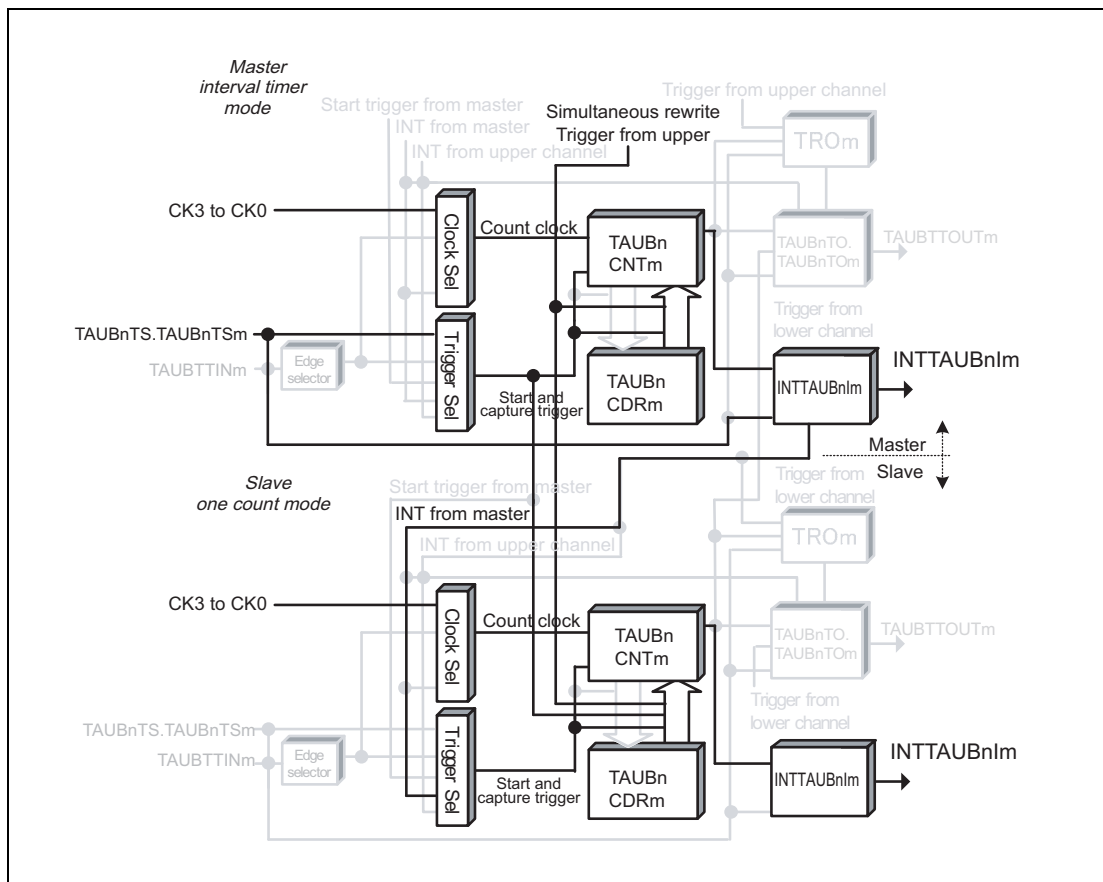 Master
interval timer
mode
Start trigger from master
INT from master
INT from upper channel
Simultaneous rewrite
Trigger from upper
Trigger from upper channel
TROm
CK3 to CK0
Clock Sel
Count clock
TAUBn
CNTm
TAUBnTO.
TAUBnTOm
TAUBTTOUTm
TAUBnTS.TAUBnTSm
TAUBTTINm
Edge
selector
Trigger Sel
Start and
capture trigger
TAUBn
CDRm
Trigger from
lower channel
INTTAUBnIm
INTTAUBnIm
Master
Slave
Slave
one count mode
Start trigger from master
INT from master
INT from upper channel
Trigger from
lower channel
TROm
CK3 to CK0
Clock Sel
Count clock
TAUBn
CNTm
TAUBnTO.
TAUBnTOm
TAUBTTOUTm
TAUBnTS.TAUBnTSm
TAUBTTINm
Edge
selector
Trigger Sel
Start and
capture trigger
TAUBn
CDRm
Trigger from
lower channel
INTTAUBnIm
INTTAUBnIm